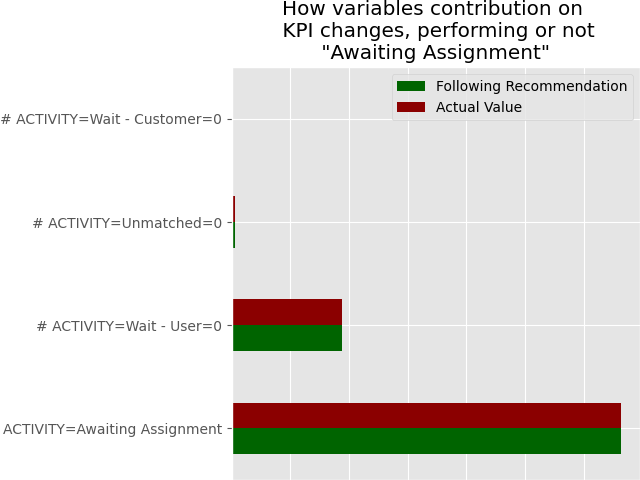 How variables contribution on
KPI changes, performing or not
"Awaiting Assignment"
Following Recommendation
Actual Value
# ACTIVITY=Wait - Customer=0
# ACTIVITY=Unmatched=0
# ACTIVITY=Wait - User=0
ACTIVITY=Awaiting Assignment